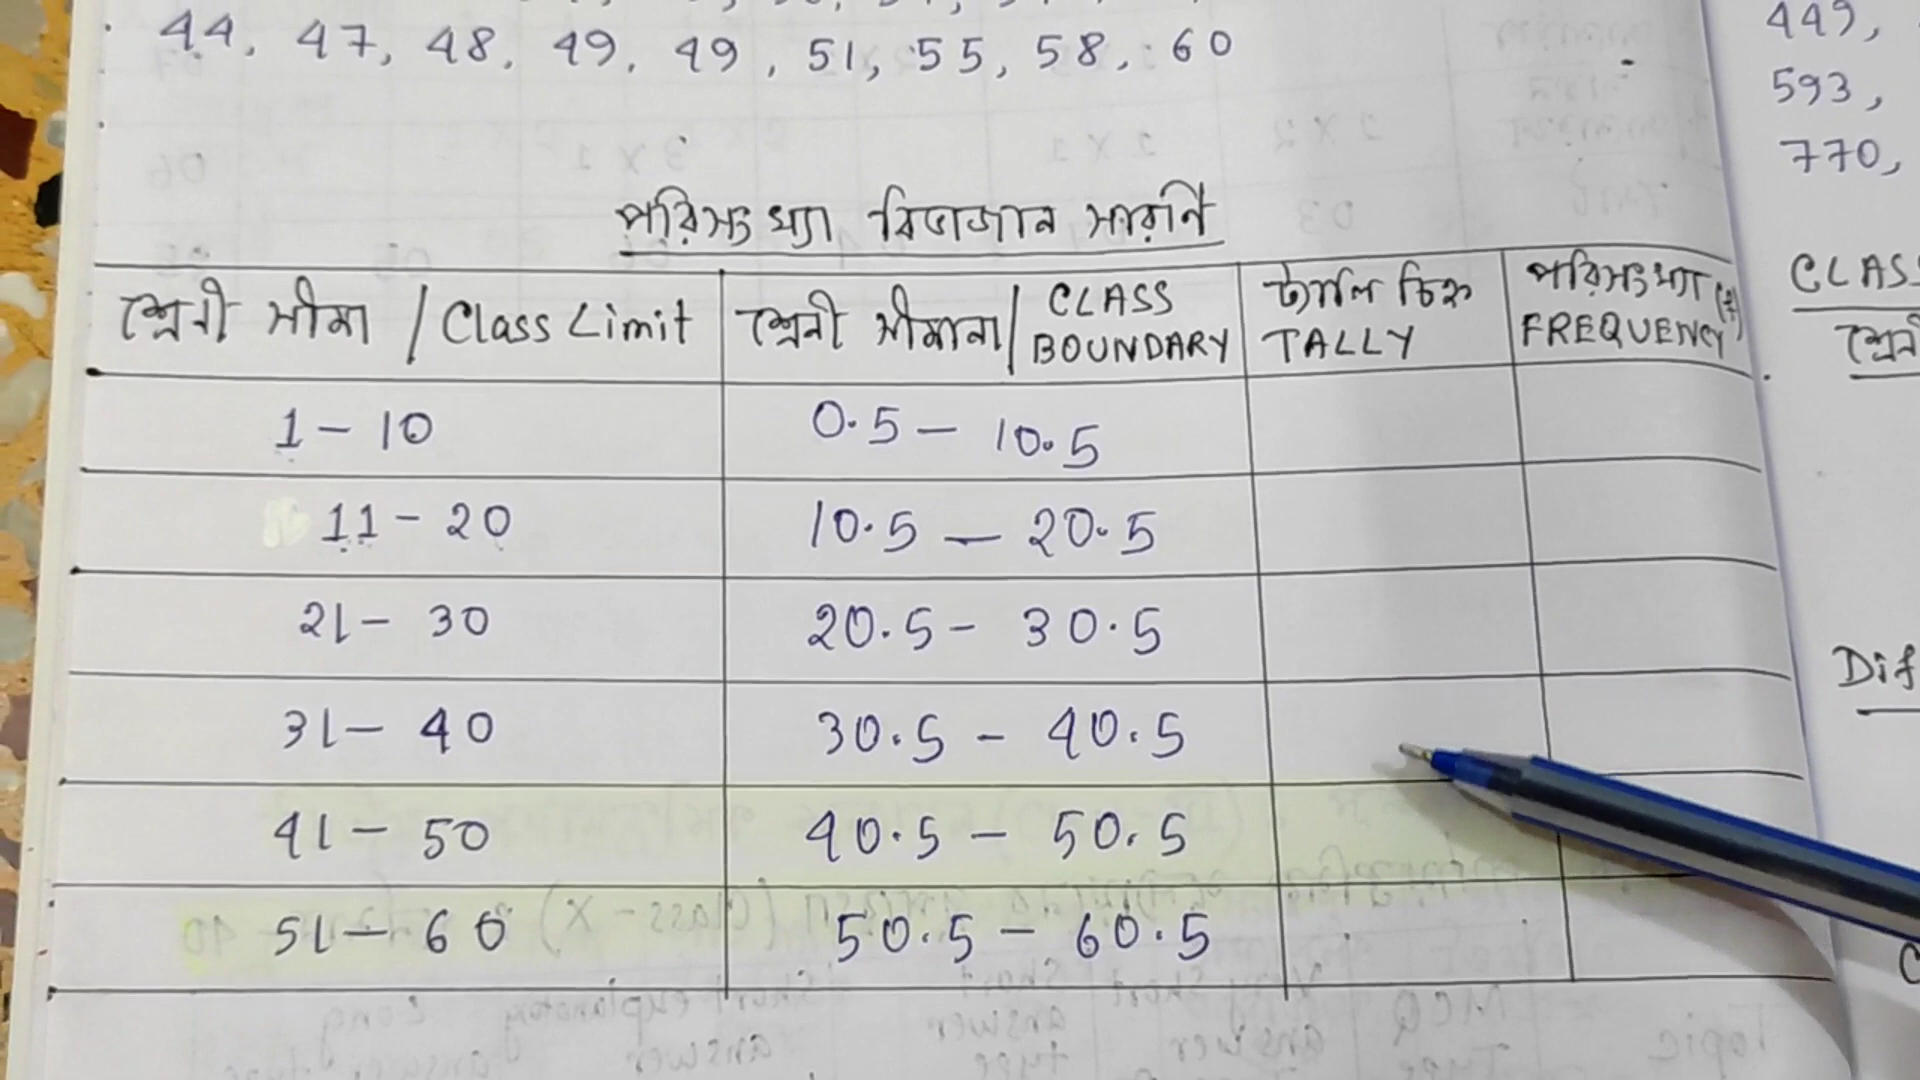 44, 47, 48, 49, 49, 51, 55, 58, 60
পরিসংখ্যা বিভাজান সারণি
শ্রেনী সীমা / Class Limit শ্রেনী সীমানা / CLASS BOUNDARY ট্যালি চিহ্ন TALLY পরিসংখ্যা (f) FREQUENCY
1 - 10 0.5 - 10.5
11 - 20 10.5 - 20.5
21 - 30 20.5 - 30.5
31 - 40 30.5 - 40.5
41 - 50 40.5 - 50.5
51 - 60 50.5 - 60.5
449,
593,
770,